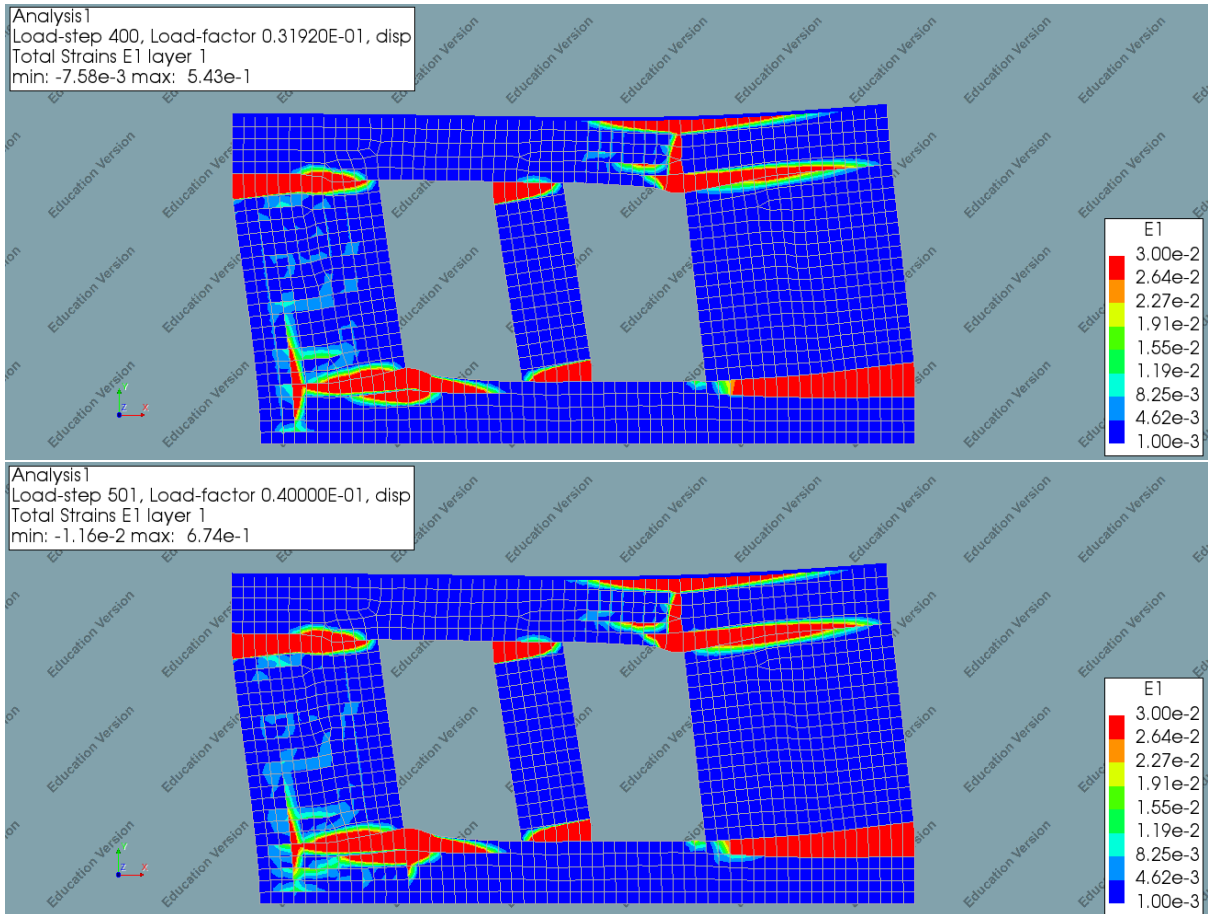 Analysis1
Load-step 400, Load-factor 0.31920E-01, disp
Total Strains E1 layer 1
min: -7.58e-3 max: 5.43e-1
Education Version
E1
3.00e-2
2.64e-2
2.27e-2
1.91e-2
1.55e-2
1.19e-2
8.25e-3
4.62e-3
1.00e-3
Y
Z X
Analysis1
Load-step 501, Load-factor 0.40000E-01, disp
Total Strains E1 layer 1
min: -1.16e-2 max: 6.74e-1
Education Version
E1
3.00e-2
2.64e-2
2.27e-2
1.91e-2
1.55e-2
1.19e-2
8.25e-3
4.62e-3
1.00e-3
Y
Z X